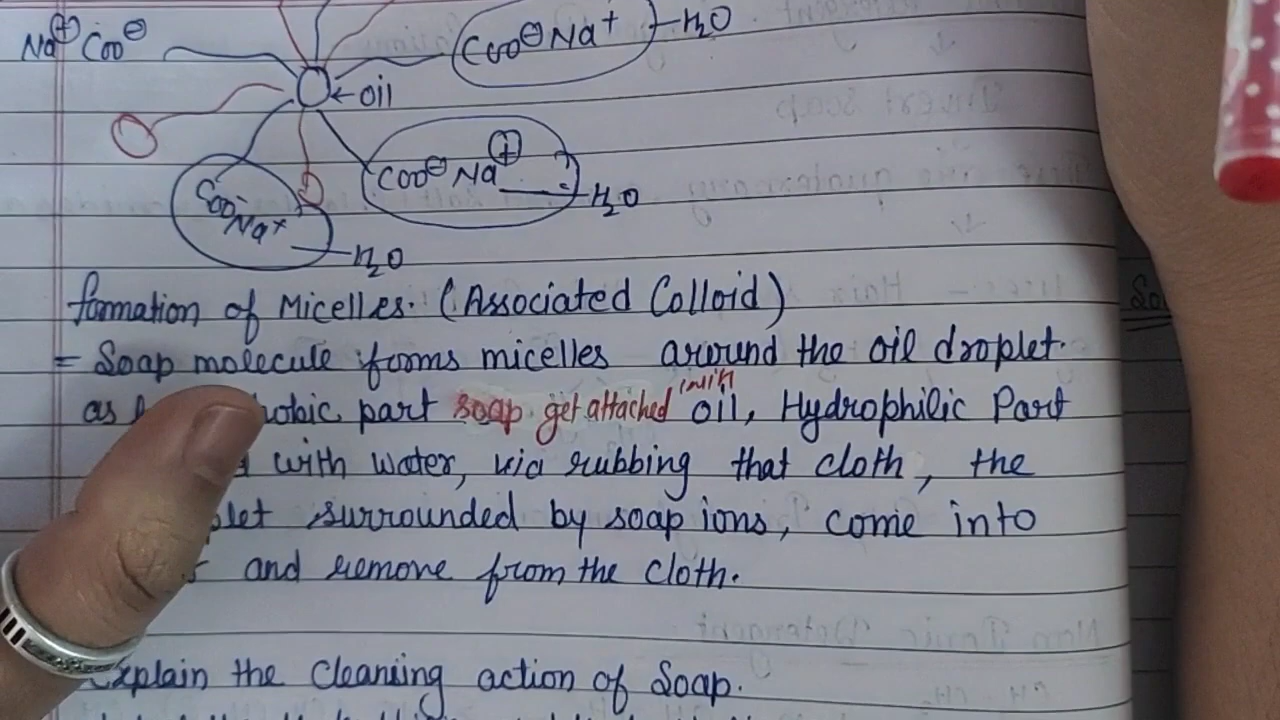 Na⊕ Coo⊖
Coo⊖Na+ —H2O
←Oil
Coo⊖Na⊕ —H2O
Coo-Na+ —H2O
formation of Micelles. (Associated Colloid)
= Soap molecule forms micelles around the oil droplet.
as part soap get attached with oil, Hydrophilic Part
with water, via rubbing that cloth, the
surrounded by soap ions, come into
and remove from the cloth.
Explain the Cleaning action of Soap.